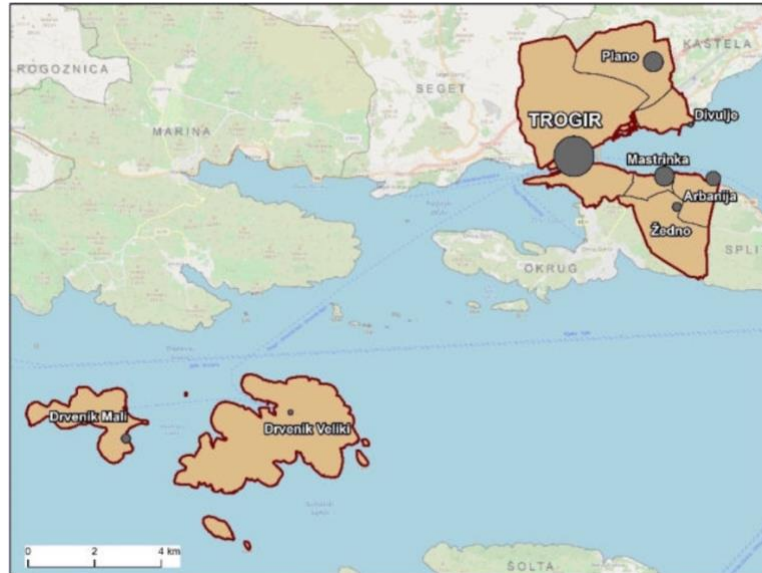 ROGOZNICA
MARINA
SEGET
KAŠTELA
Plano
TROGIR
Divulje
Mastrinka
Arbanija
Žedno
OKRUG
SPLIT
Drvenik Mali
Drvenik Veliki
ŠOLTA
0 2 4 km